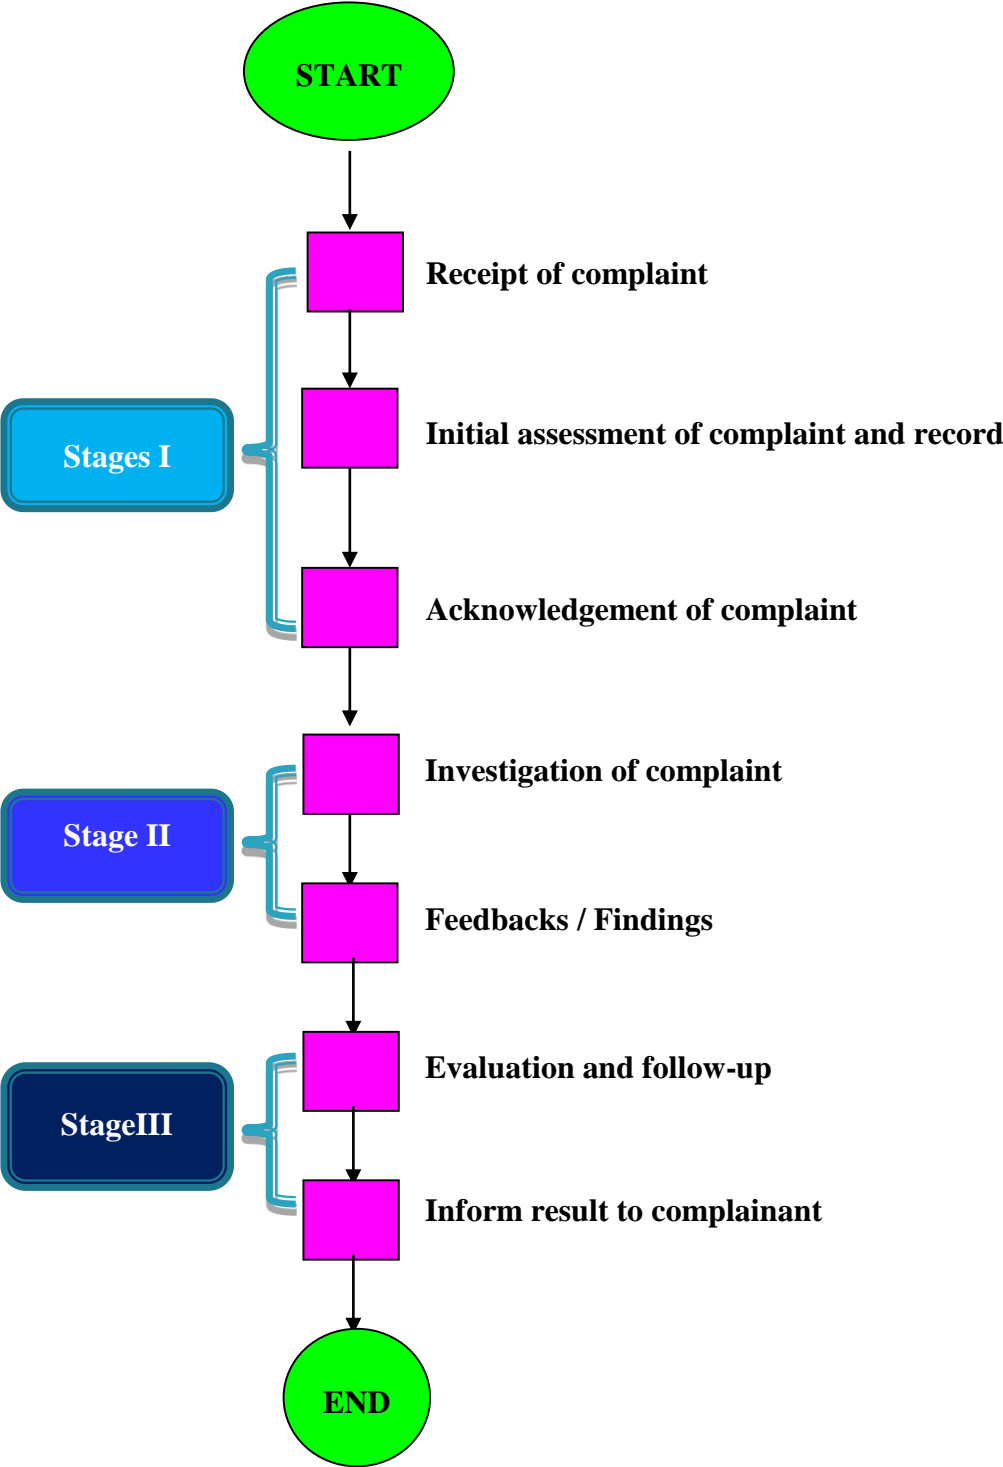 START
Receipt of complaint
Initial assessment of complaint and record
Stages I
Acknowledgement of complaint
Investigation of complaint
Stage II
Feedbacks / Findings
Evaluation and follow-up
StageIII
Inform result to complainant
END